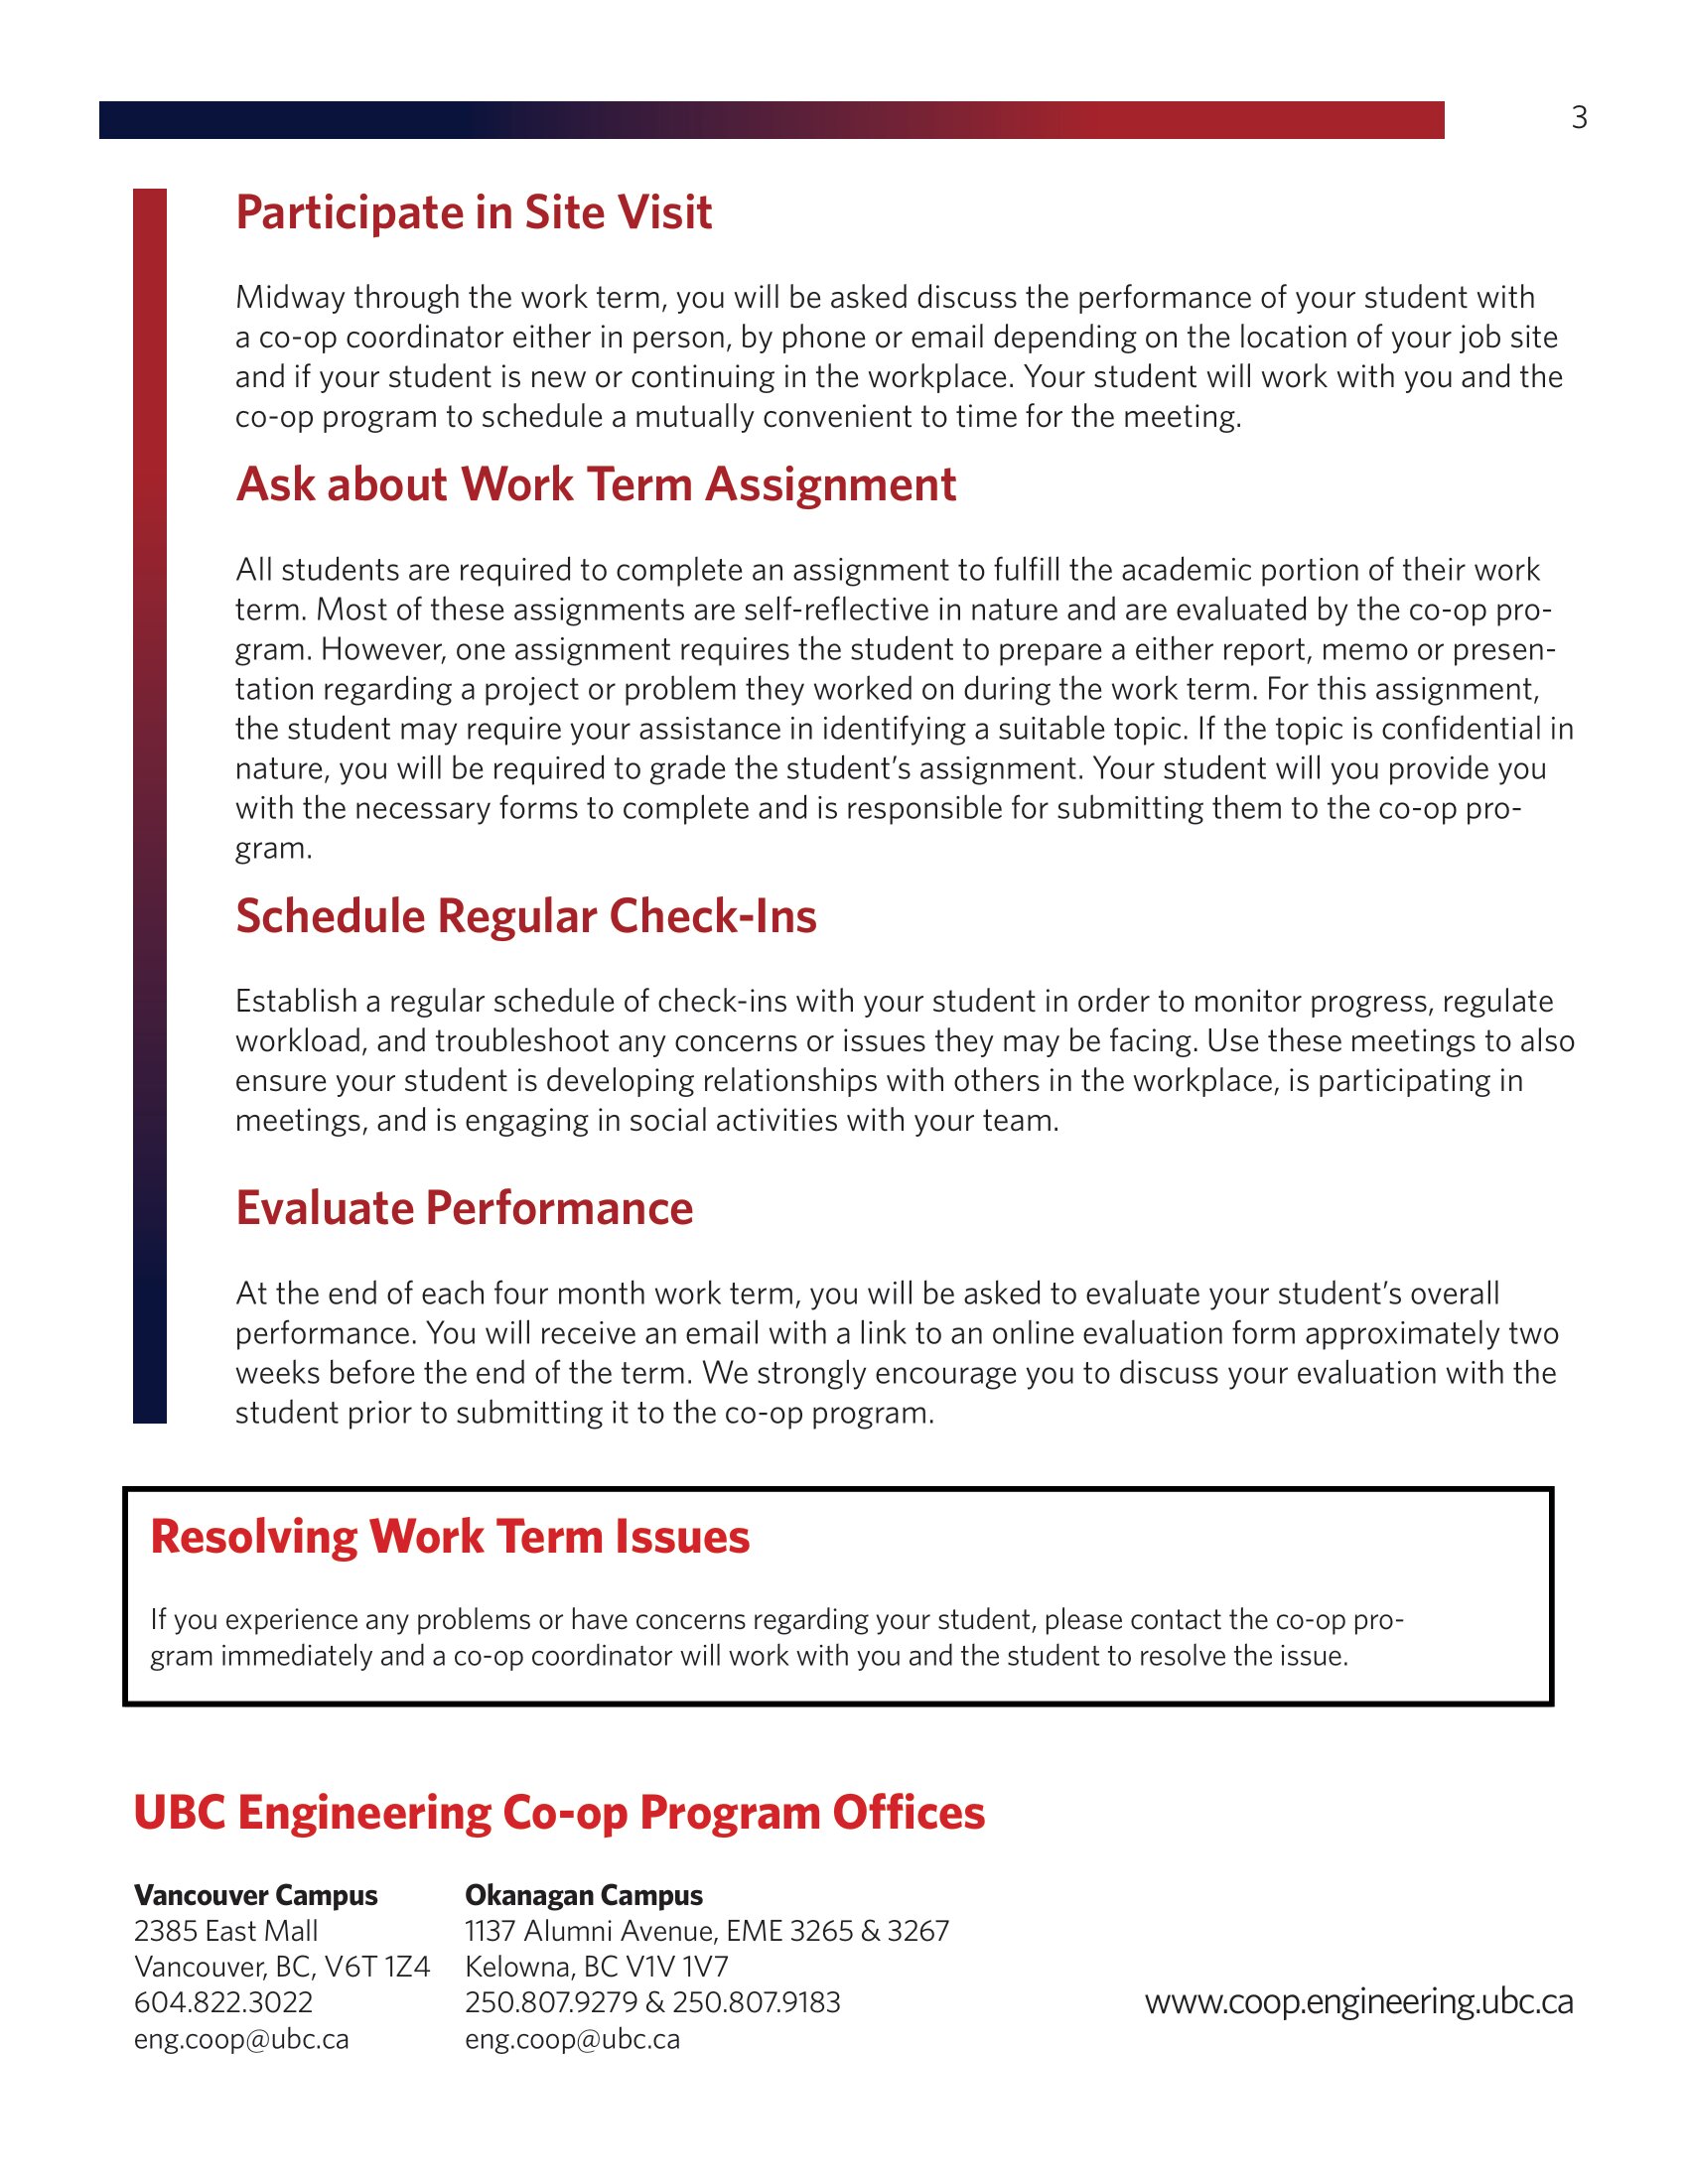 3
Participate in Site Visit
Midway through the work term, you will be asked discuss the performance of your student with
a co-op coordinator either in person, by phone or email depending on the location of your job site
and if your student is new or continuing in the workplace. Your student will work with you and the
co-op program to schedule a mutually convenient to time for the meeting.
Ask about Work Term Assignment
All students are required to complete an assignment to fulfill the academic portion of their work
term. Most of these assignments are self-reflective in nature and are evaluated by the co-op pro-
gram. However, one assignment requires the student to prepare a either report, memo or presen-
tation regarding a project or problem they worked on during the work term. For this assignment,
the student may require your assistance in identifying a suitable topic. If the topic is confidential in
nature, you will be required to grade the student’s assignment. Your student will you provide you
with the necessary forms to complete and is responsible for submitting them to the co-op pro-
gram.
Schedule Regular Check-Ins
Establish a regular schedule of check-ins with your student in order to monitor progress, regulate
workload, and troubleshoot any concerns or issues they may be facing. Use these meetings to also
ensure your student is developing relationships with others in the workplace, is participating in
meetings, and is engaging in social activities with your team.
Evaluate Performance
At the end of each four month work term, you will be asked to evaluate your student’s overall
performance. You will receive an email with a link to an online evaluation form approximately two
weeks before the end of the term. We strongly encourage you to discuss your evaluation with the
student prior to submitting it to the co-op program.
Resolving Work Term Issues
If you experience any problems or have concerns regarding your student, please contact the co-op pro-
gram immediately and a co-op coordinator will work with you and the student to resolve the issue.
UBC Engineering Co-op Program Offices
Vancouver Campus
2385 East Mall
Vancouver, BC, V6T 1Z4
604.822.3022
eng.coop@ubc.ca
Okanagan Campus
1137 Alumni Avenue, EME 3265 & 3267
Kelowna, BC V1V 1V7
250.807.9279 & 250.807.9183
eng.coop@ubc.ca
www.coop.engineering.ubc.ca